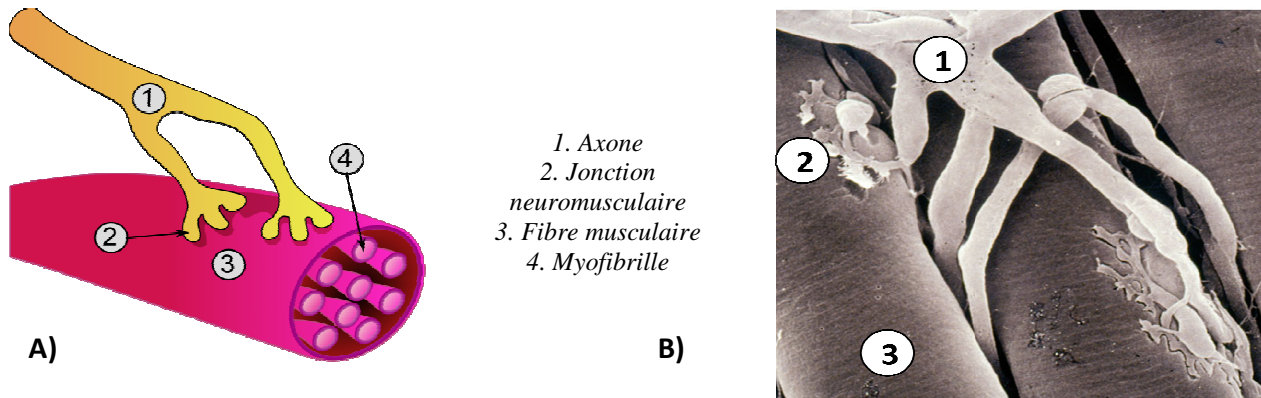 1
2
3
4
A)
1. Axone
2. Jonction
neuromusculaire
3. Fibre musculaire
4. Myofibrille
B)
1
2
3